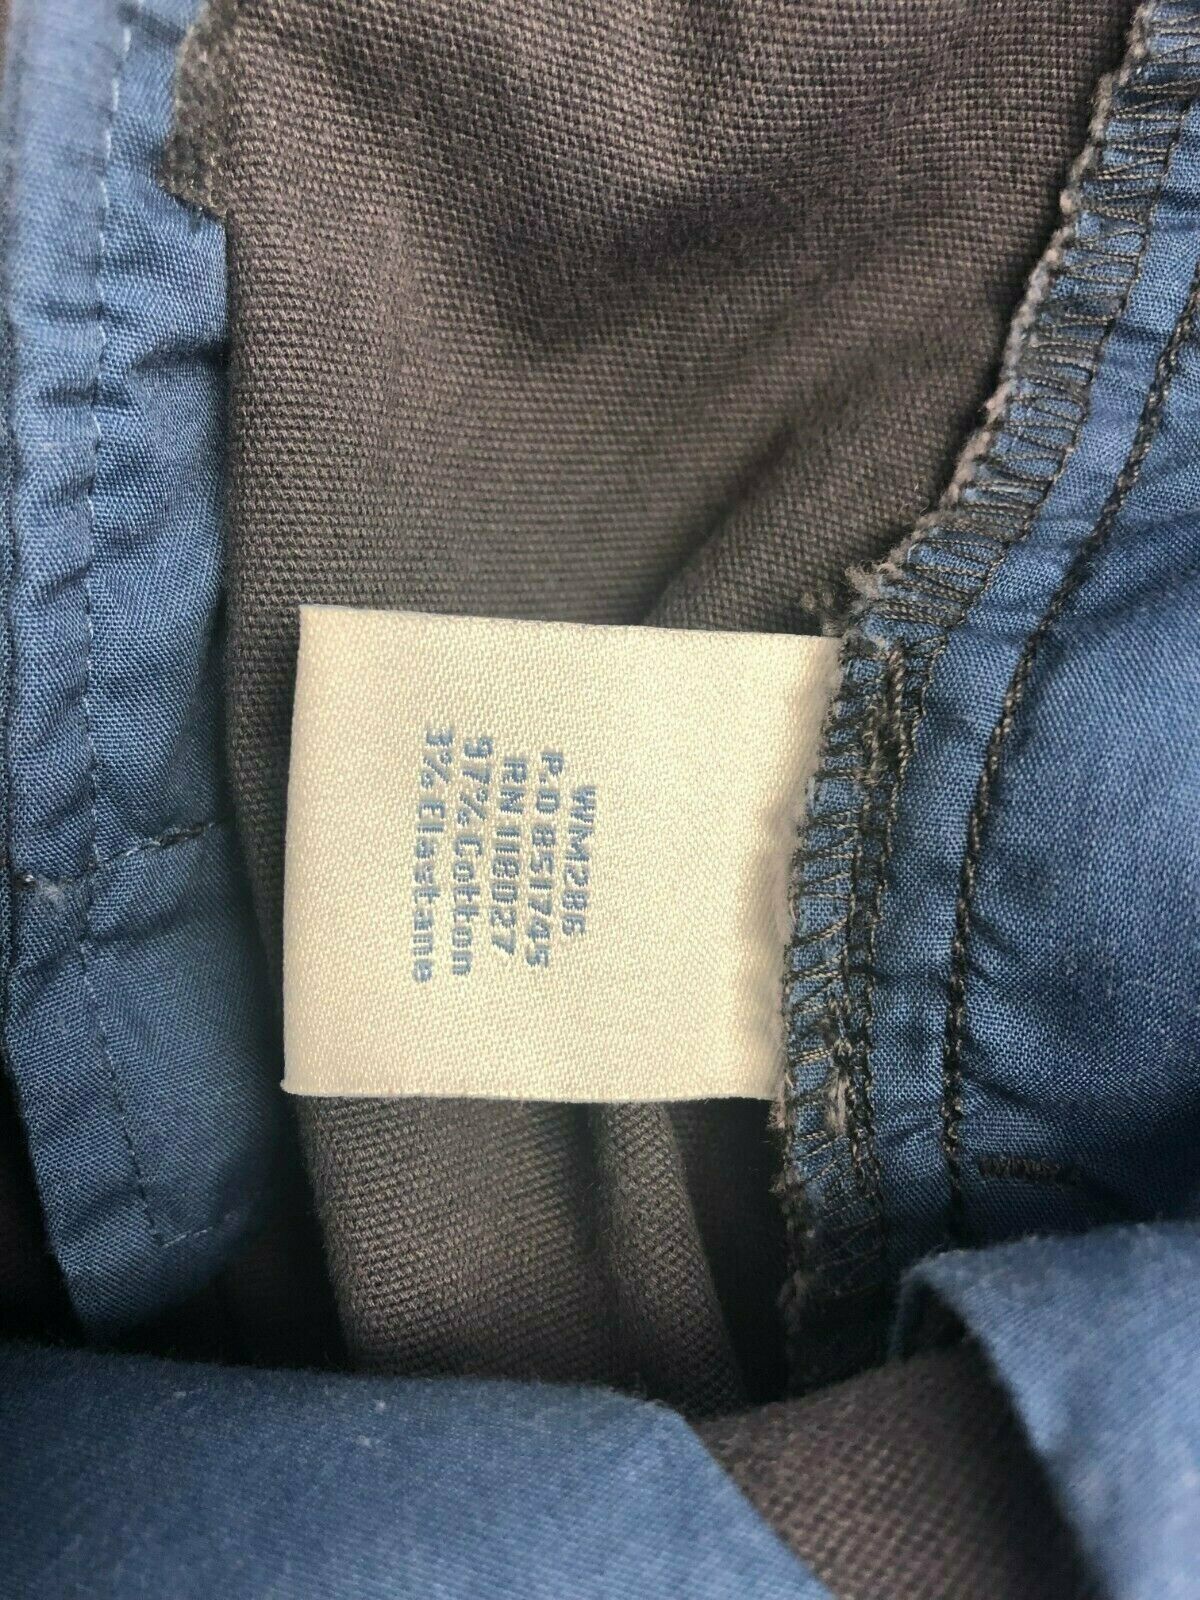 WM286
P.O 851745
RN 118027
97% Cotton
3% Elastane